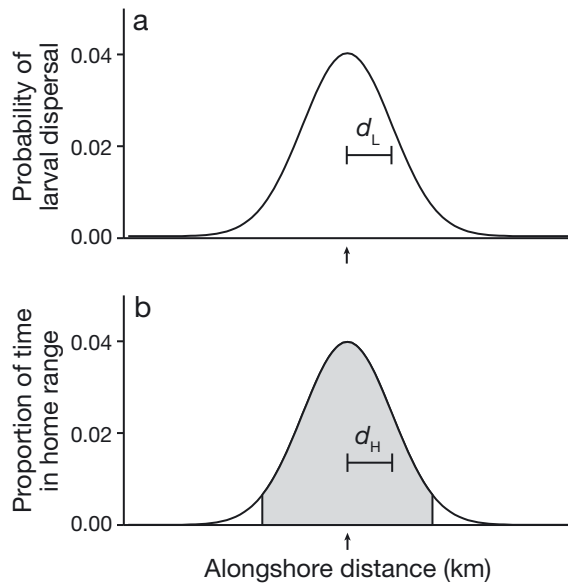 a
Probability of
larval dispersal
0.04
0.02
0.00
dL
b
Proportion of time
in home range
0.04
0.02
0.00
dH
Alongshore distance (km)